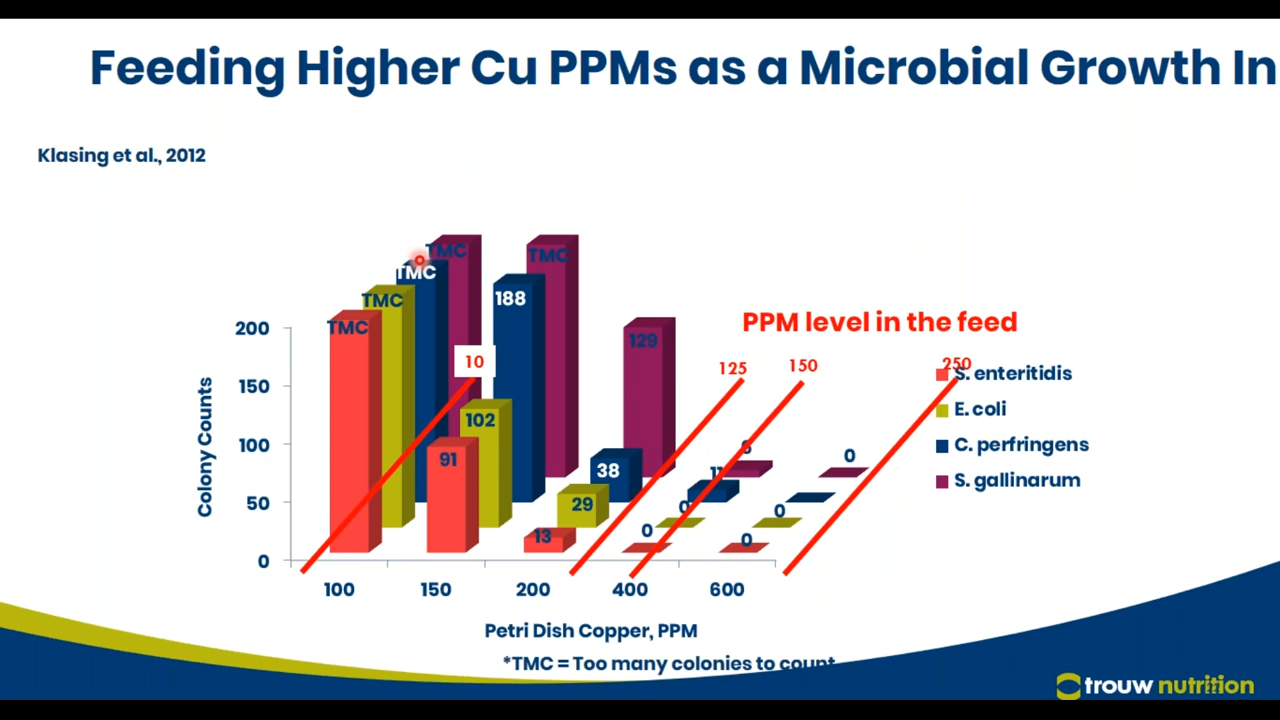 Feeding Higher Cu PPMs as a Microbial Growth In
Klasing et al., 2012
TMC
TMC
TMC
TMC
TMC
188
PPM level in the feed
200
129
10
125
150
250
S. enteritidis
150
102
E. coli
91
C. perfringens
100
0
38
11
S. gallinarum
Colony Counts
50
29
0
0
13
0
0
0
100
150
200
400
600
Petri Dish Copper, PPM
*TMC = Too many colonies to count
trouw nutrition